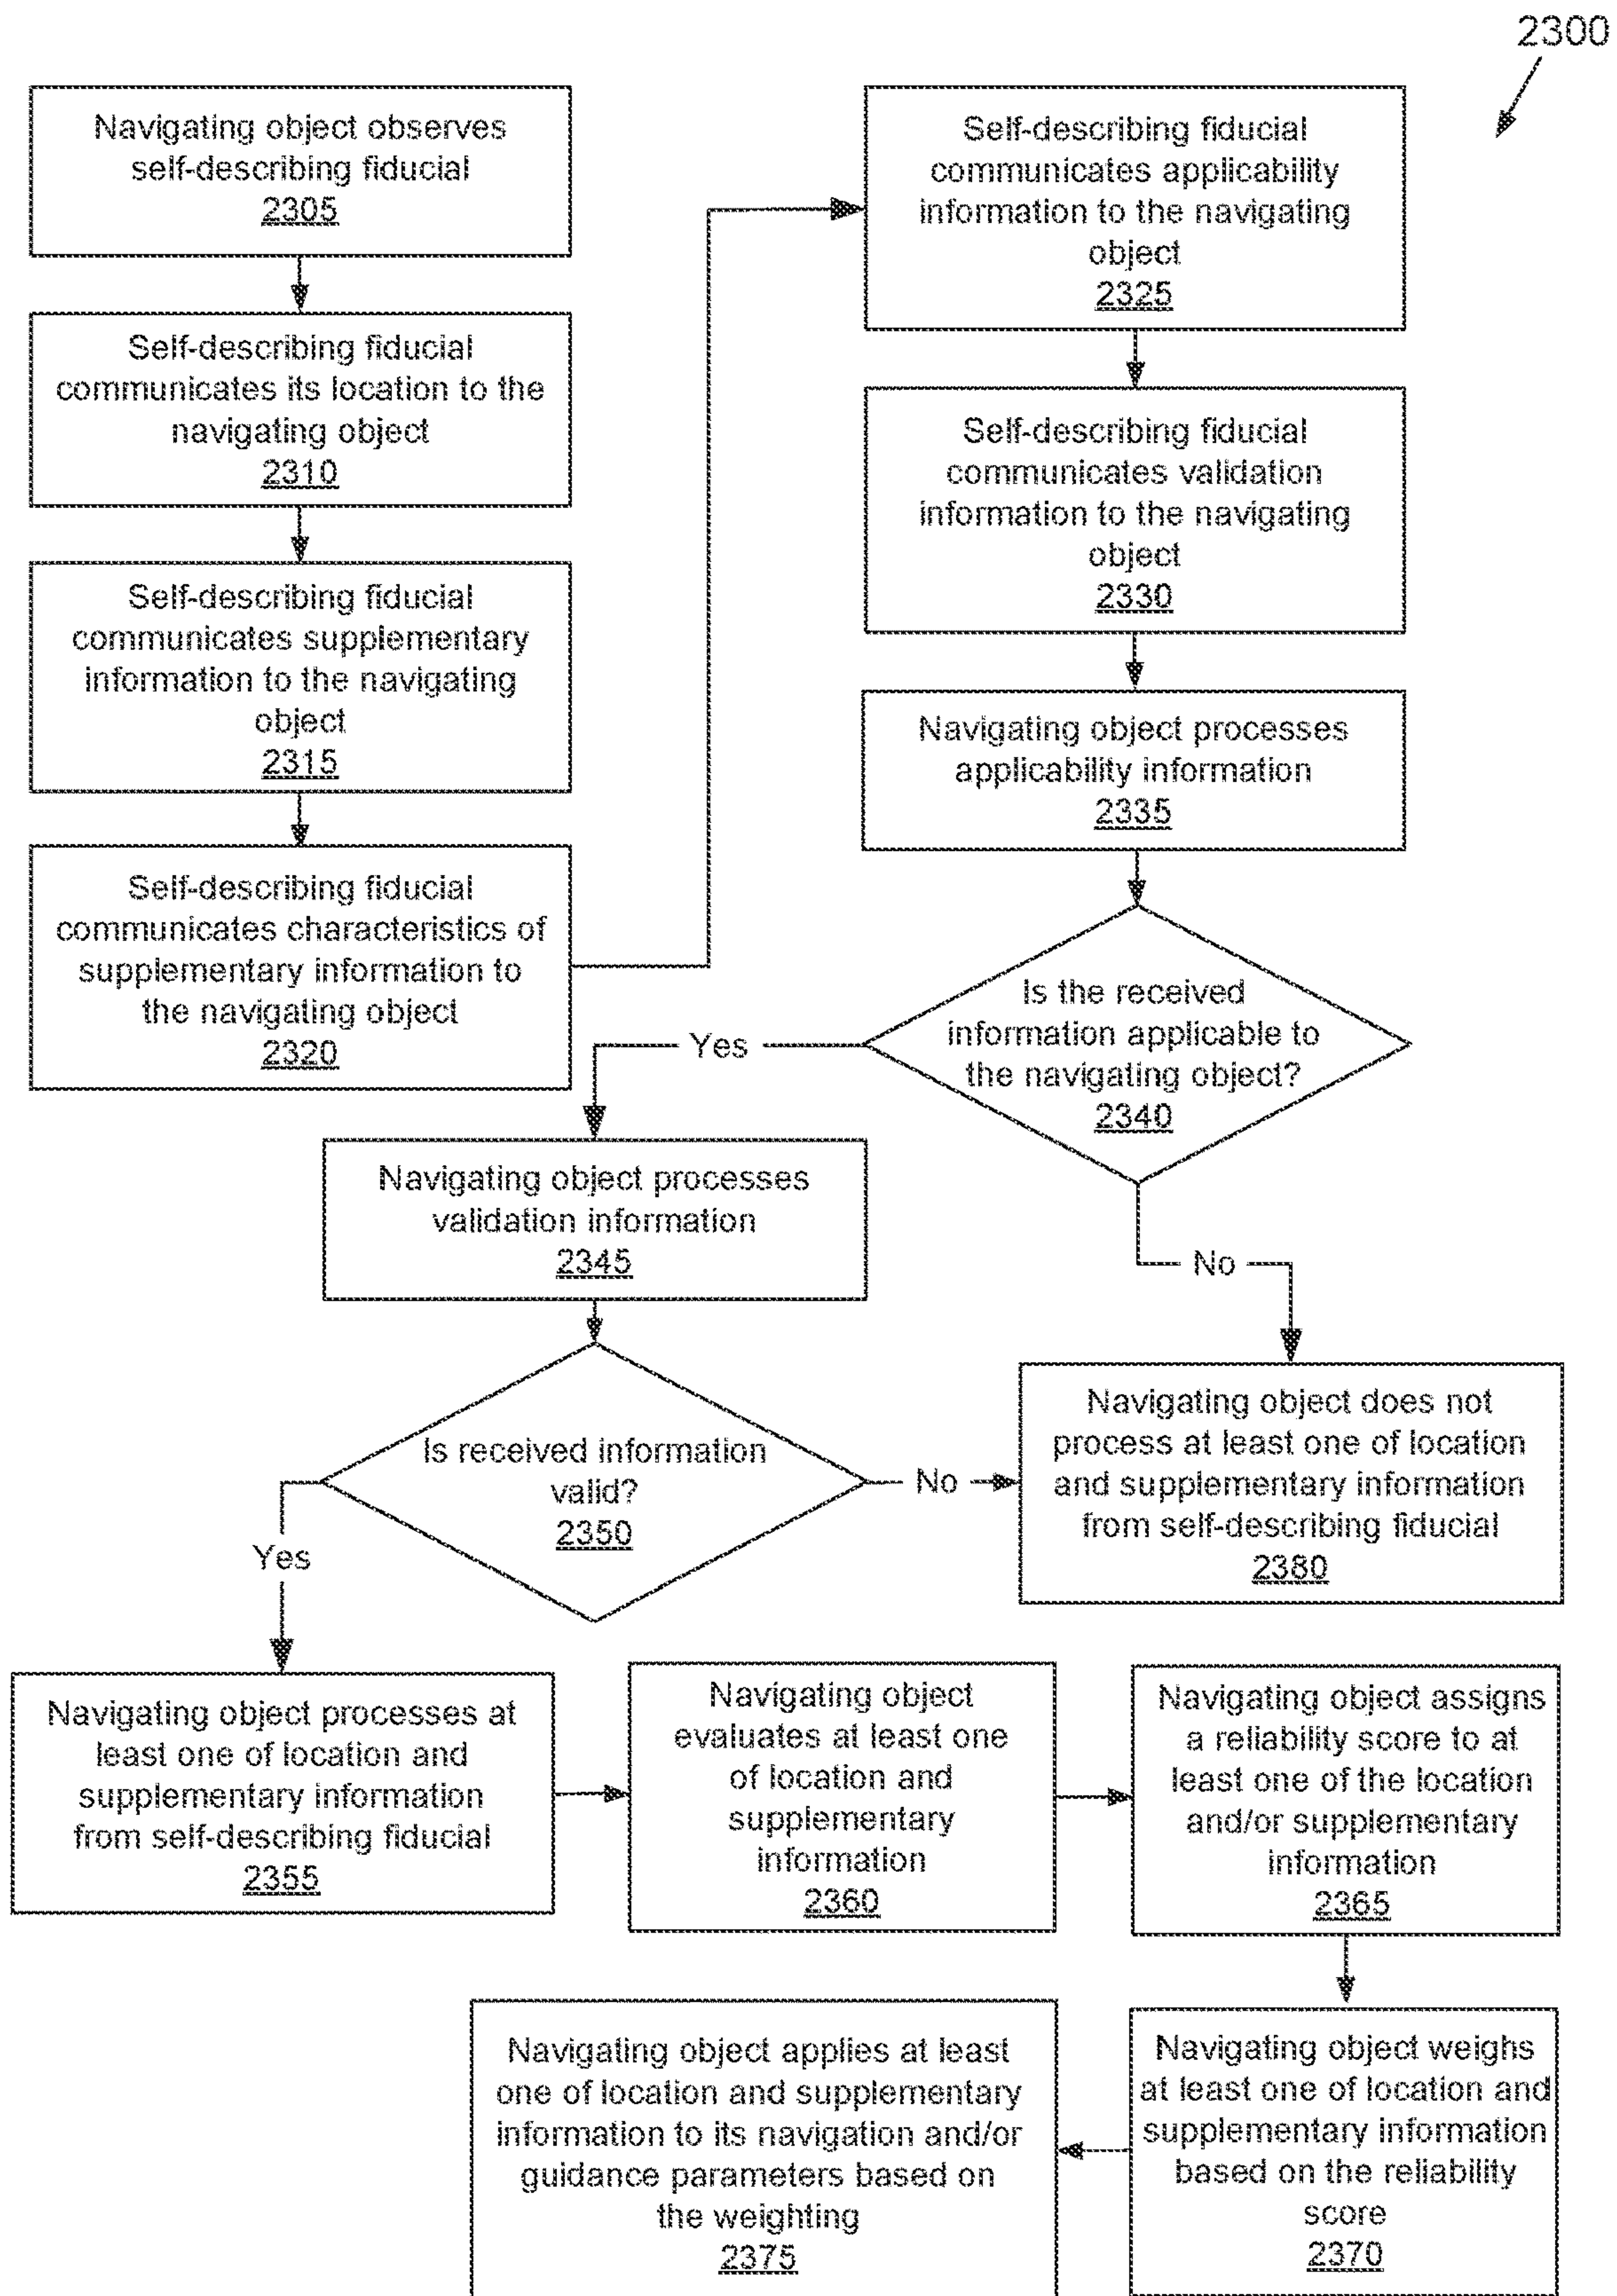 2300
Navigating object observes
self-describing fiducial
2305
Self-describing fiducial
communicates its location to the
navigating object
2310
Self-describing fiducial
communicates supplementary
information to the navigating
object
2315
Self-describing fiducial
communicates characteristics of
supplementary information to
the navigating object
2320
Self-describing fiducial
communicates applicability
information to the navigating
object
2325
Self-describing fiducial
communicates validation
information to the navigating
object
2330
Navigating object processes
applicability information
2335
Is the received
information applicable to
the navigating object?
2340
Yes
No
Navigating object processes
validation information
2345
Is received information
valid?
2350
No
Yes
Navigating object does not
process at least one of location
and supplementary information
from self-describing fiducial
2380
Navigating object processes at
least one of location and
supplementary information
from self-describing fiducial
2355
Navigating object
evaluates at least one
of location and
supplementary
information
2360
Navigating object assigns
a reliability score to at
least one of the location
and/or supplementary
information
2365
Navigating object weighs
at least one of location and
supplementary information
based on the reliability
score
2370
Navigating object applies at least
one of location and supplementary
information to its navigation and/or
guidance parameters based on
the weighting
2375